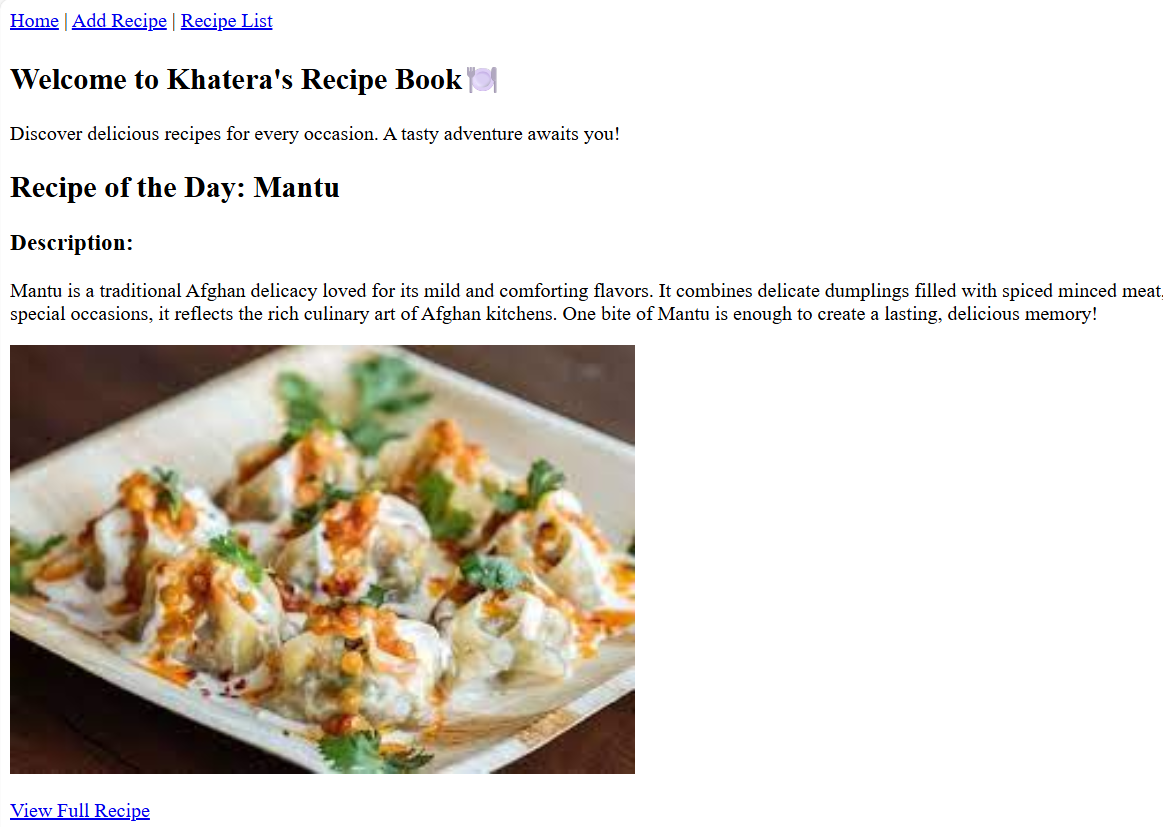 Home | Add Recipe | Recipe List
Welcome to Khatera's Recipe Book🍽️
Discover delicious recipes for every occasion. A tasty adventure awaits you!
Recipe of the Day: Mantu
Description:
Mantu is a traditional Afghan delicacy loved for its mild and comforting flavors. It combines delicate dumplings filled with spiced minced meat,
special occasions, it reflects the rich culinary art of Afghan kitchens. One bite of Mantu is enough to create a lasting, delicious memory!
View Full Recipe